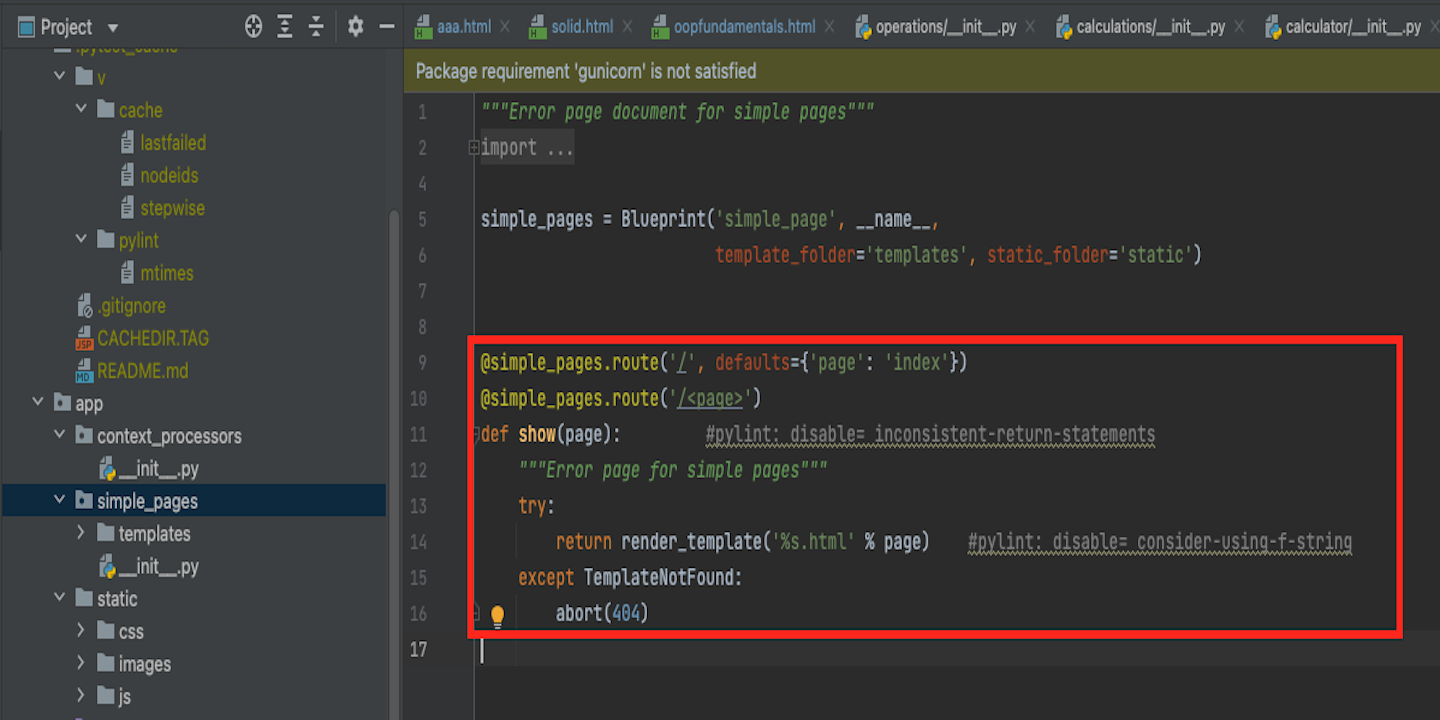 Project
aaa.html
solid.html
oopfundamentals.html
operations/__init__.py
calculations/__init__.py
calculator/__init__.py
.pytest_cache
v
cache
lastfailed
nodeids
stepwise
pylint
mtimes
.gitignore
CACHEDIR.TAG
README.md
app
context_processors
__init__.py
simple_pages
templates
__init__.py
static
css
images
js
Package requirement 'gunicorn' is not satisfied
1 """Error page document for simple pages"""
2 import ...
4
5 simple_pages = Blueprint('simple_page', __name__,
6 template_folder='templates', static_folder='static')
7
8
9 @simple_pages.route('/', defaults={'page': 'index'})
10 @simple_pages.route('/<page>')
11 def show(page): #pylint: disable= inconsistent-return-statements
12 """Error page for simple pages"""
13 try:
14 return render_template('%s.html' % page) #pylint: disable= consider-using-f-string
15 except TemplateNotFound:
16 abort(404)
17